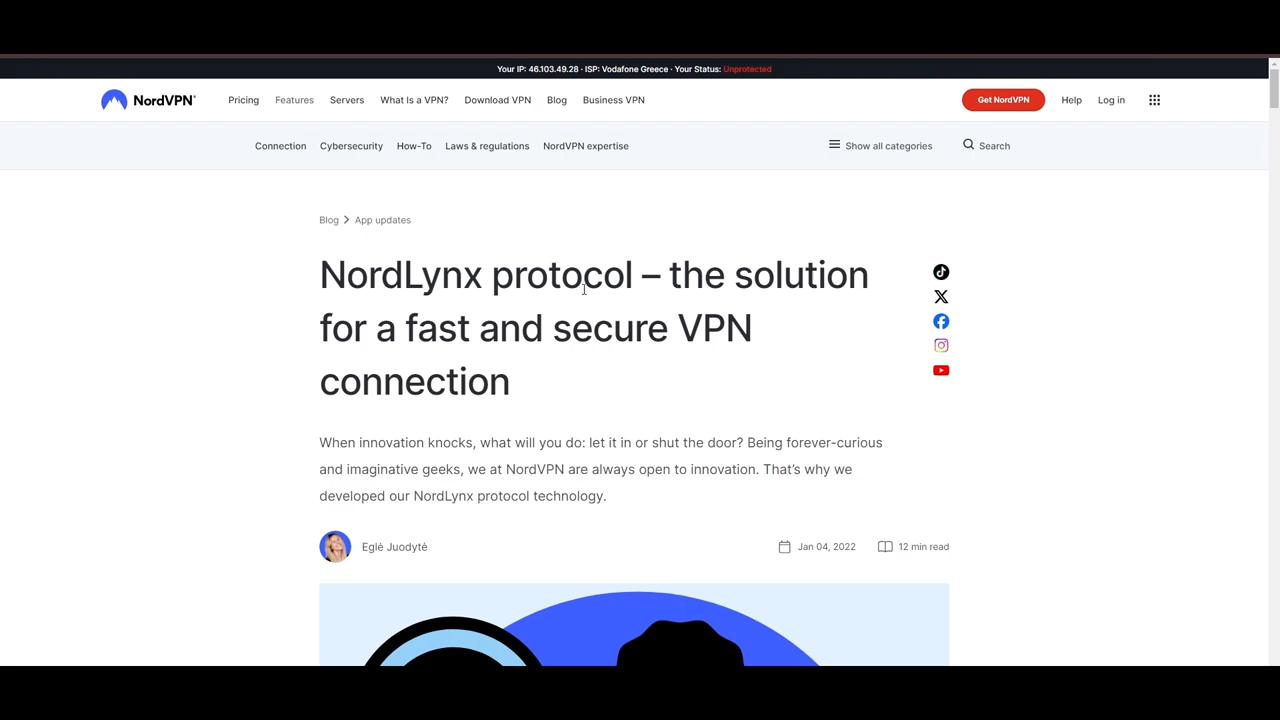 Your IP: 46.103.49.28 · ISP: Vodafone Greece · Your Status: Unprotected
NordVPN® Pricing Features Servers What Is a VPN? Download VPN Blog Business VPN Get NordVPN Help Log in
Connection Cybersecurity How-To Laws & regulations NordVPN expertise Show all categories Search
Blog > App updates
NordLynx protocol – the solution
for a fast and secure VPN
connection
When innovation knocks, what will you do: let it in or shut the door? Being forever-curious
and imaginative geeks, we at NordVPN are always open to innovation. That’s why we
developed our NordLynx protocol technology.
Eglė Juodytė Jan 04, 2022 12 min read